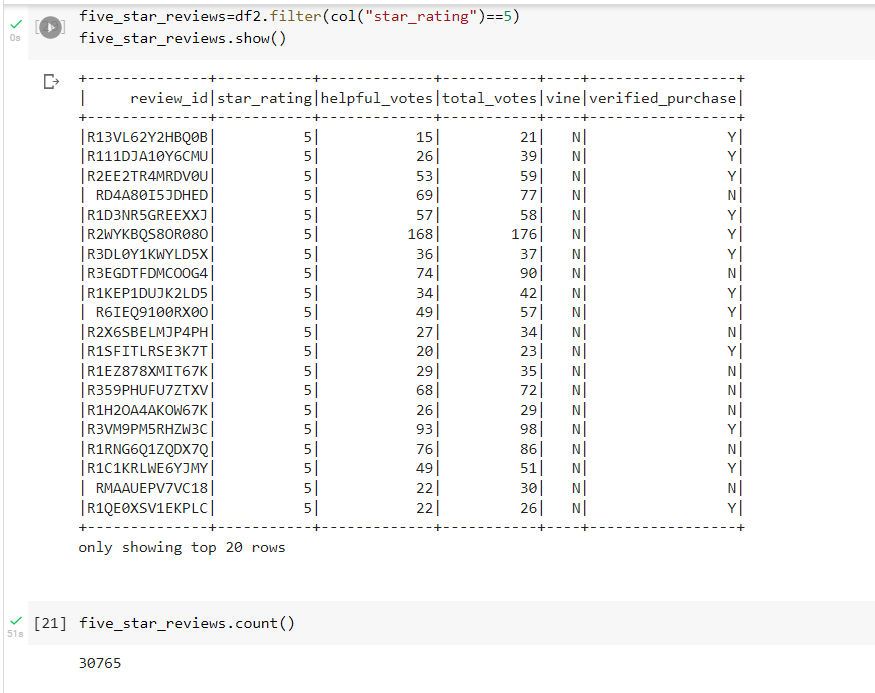 five_star_reviews=df2.filter(col("star_rating")==5)
0s
five_star_reviews.show()
+--------------+-----------+-------------+-----------+----+-----------------+
|     review_id|star_rating|helpful_votes|total_votes|vine|verified_purchase|
+--------------+-----------+-------------+-----------+----+-----------------+
|R13VL62Y2HBQ0B|          5|           15|         21|   N|                Y|
|R111DJA10Y6CMU|          5|           26|         39|   N|                Y|
|R2EE2TR4MRDV0U|          5|           53|         59|   N|                Y|
| RD4A80I5JDHED|          5|           69|         77|   N|                N|
|R1D3NR5GREEXXJ|          5|           57|         58|   N|                Y|
|R2WYKBQS8OR08O|          5|          168|        176|   N|                Y|
|R3DL0Y1KWYLD5X|          5|           36|         37|   N|                Y|
|R3EGDTFDMCOOG4|          5|           74|         90|   N|                N|
|R1KEP1DUJK2LD5|          5|           34|         42|   N|                Y|
| R6IEQ9100RX0O|          5|           49|         57|   N|                Y|
|R2X6SBELMJP4PH|          5|           27|         34|   N|                N|
|R1SFITLRSE3K7T|          5|           20|         23|   N|                Y|
|R1EZ878XMIT67K|          5|           29|         35|   N|                N|
|R359PHUFU7ZTXV|          5|           68|         72|   N|                N|
|R1H2OA4AKOW67K|          5|           26|         29|   N|                N|
|R3VM9PM5RHZW3C|          5|           93|         98|   N|                Y|
|R1RNG6Q1ZQDX7Q|          5|           76|         86|   N|                N|
|R1C1KRLWE6YJMY|          5|           49|         51|   N|                Y|
| RMAAUEPV7VC18|          5|           22|         30|   N|                N|
|R1QE0XSV1EKPLC|          5|           22|         26|   N|                Y|
+--------------+-----------+-------------+-----------+----+-----------------+
only showing top 20 rows
[21] five_star_reviews.count()
51s
30765